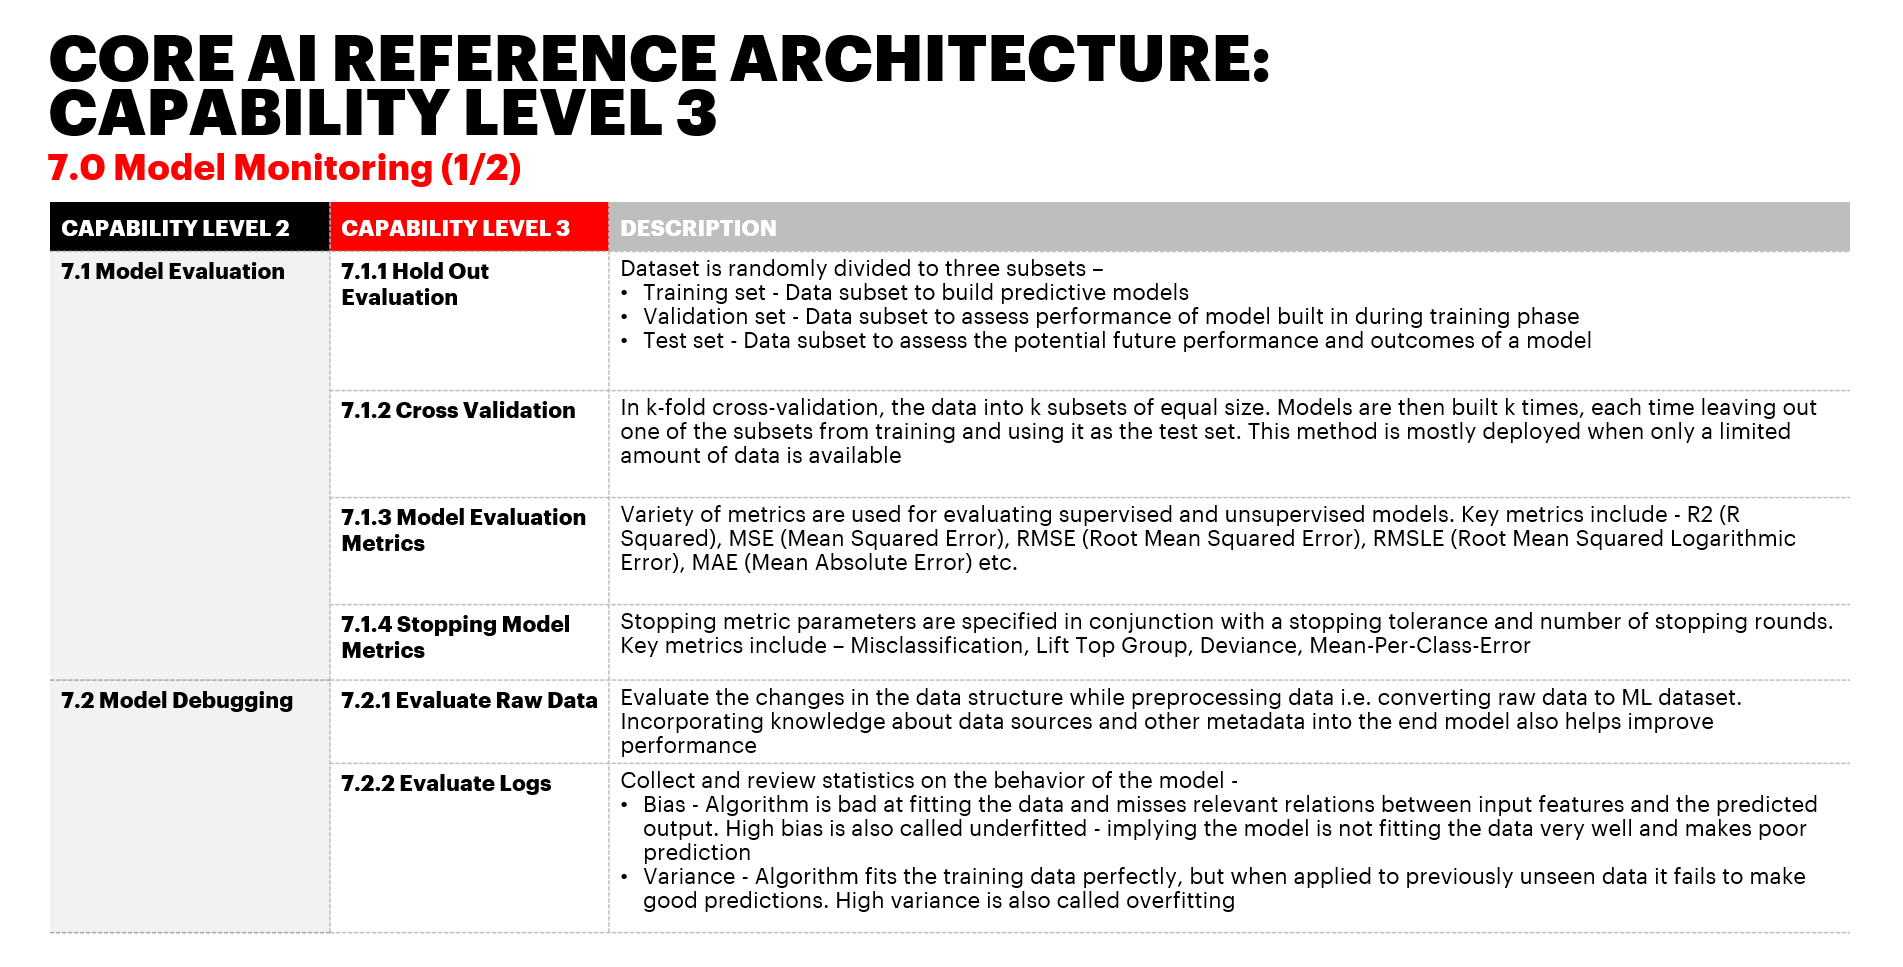 CORE AI REFERENCE ARCHITECTURE:
CAPABILITY LEVEL 3
7.0 Model Monitoring (1/2)
CAPABILITY LEVEL 2
CAPABILITY LEVEL 3
DESCRIPTION
7.1 Model Evaluation
7.1.1 Hold Out
Evaluation
Dataset is randomly divided to three subsets –
• Training set - Data subset to build predictive models
• Validation set - Data subset to assess performance of model built in during training phase
• Test set - Data subset to assess the potential future performance and outcomes of a model
7.1.2 Cross Validation
In k-fold cross-validation, the data into k subsets of equal size. Models are then built k times, each time leaving out
one of the subsets from training and using it as the test set. This method is mostly deployed when only a limited
amount of data is available
7.1.3 Model Evaluation
Metrics
Variety of metrics are used for evaluating supervised and unsupervised models. Key metrics include - R2 (R
Squared), MSE (Mean Squared Error), RMSE (Root Mean Squared Error), RMSLE (Root Mean Squared Logarithmic
Error), MAE (Mean Absolute Error) etc.
7.1.4 Stopping Model
Metrics
Stopping metric parameters are specified in conjunction with a stopping tolerance and number of stopping rounds.
Key metrics include – Misclassification, Lift Top Group, Deviance, Mean-Per-Class-Error
7.2 Model Debugging
7.2.1 Evaluate Raw Data
Evaluate the changes in the data structure while preprocessing data i.e. converting raw data to ML dataset.
Incorporating knowledge about data sources and other metadata into the end model also helps improve
performance
7.2.2 Evaluate Logs
Collect and review statistics on the behavior of the model -
• Bias - Algorithm is bad at fitting the data and misses relevant relations between input features and the predicted
output. High bias is also called underfitted - implying the model is not fitting the data very well and makes poor
prediction
• Variance - Algorithm fits the training data perfectly, but when applied to previously unseen data it fails to make
good predictions. High variance is also called overfitting